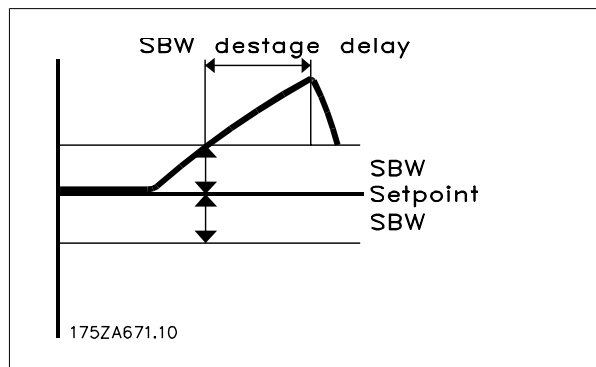 SBW destage delay
SBW
Setpoint
SBW
175ZA671.10